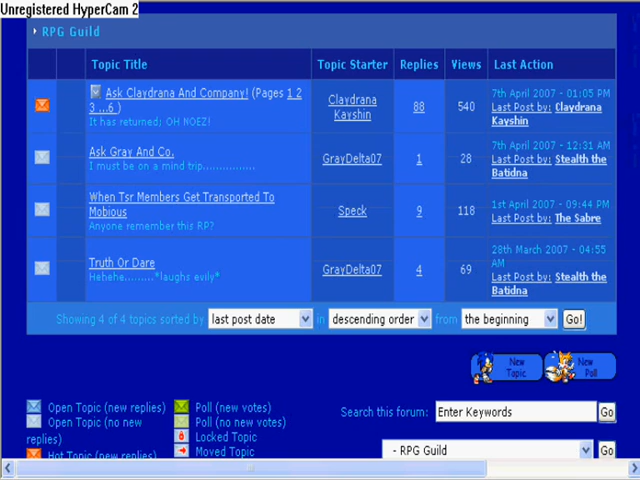 Unregistered HyperCam 2
RPG Guild
Topic Title Topic Starter Replies Views Last Action
Ask Claydrana And Company! (Pages 1 2
3 ...6 )
It has returned; OH NOEZ!
Claydrana
Kayshin
88
540
7th April 2007 - 01:05 PM
Last Post by: Claydrana
Kayshin
Ask Gray And Co.
I must be on a mind trip...............
GrayDelta07
1
28
7th April 2007 - 12:31 AM
Last Post by: Stealth the
Batidna
When Tsr Members Get Transported To
Mobious
Anyone remember this RP?
Speck
9
118
1st April 2007 - 09:44 PM
Last Post by: The Sabre
Truth Or Dare
Hehehe.........*laughs evily*
GrayDelta07
4
69
28th March 2007 - 04:55
AM
Last Post by: Stealth the
Batidna
Showing 4 of 4 topics sorted by last post date in descending order from the beginning Go!
New
Topic
New
Poll
Open Topic (new replies)
Open Topic (no new
replies)
Hot Topic (new replies)
Poll (new votes)
Poll (no new votes)
Locked Topic
Moved Topic
Search this forum: Enter Keywords Go
- RPG Guild Go